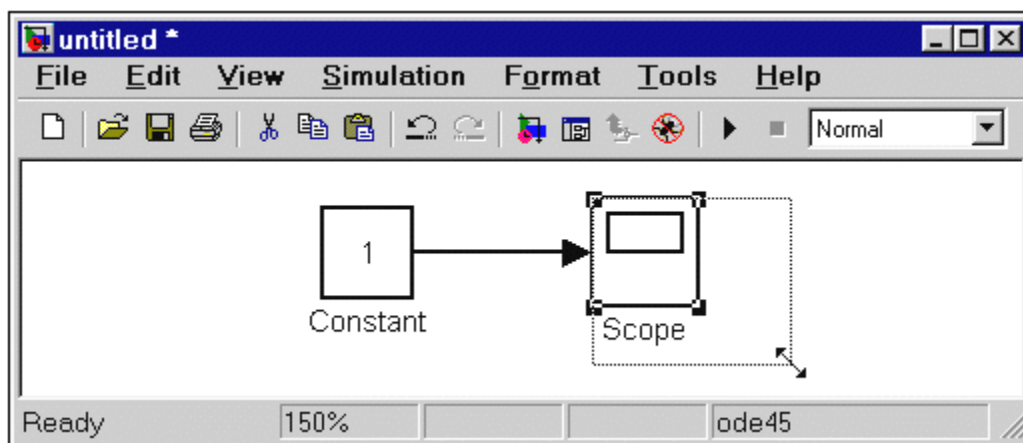 untitled *
File Edit View Simulation Format Tools Help
Normal
1
Constant
Scope
Ready 150% ode45